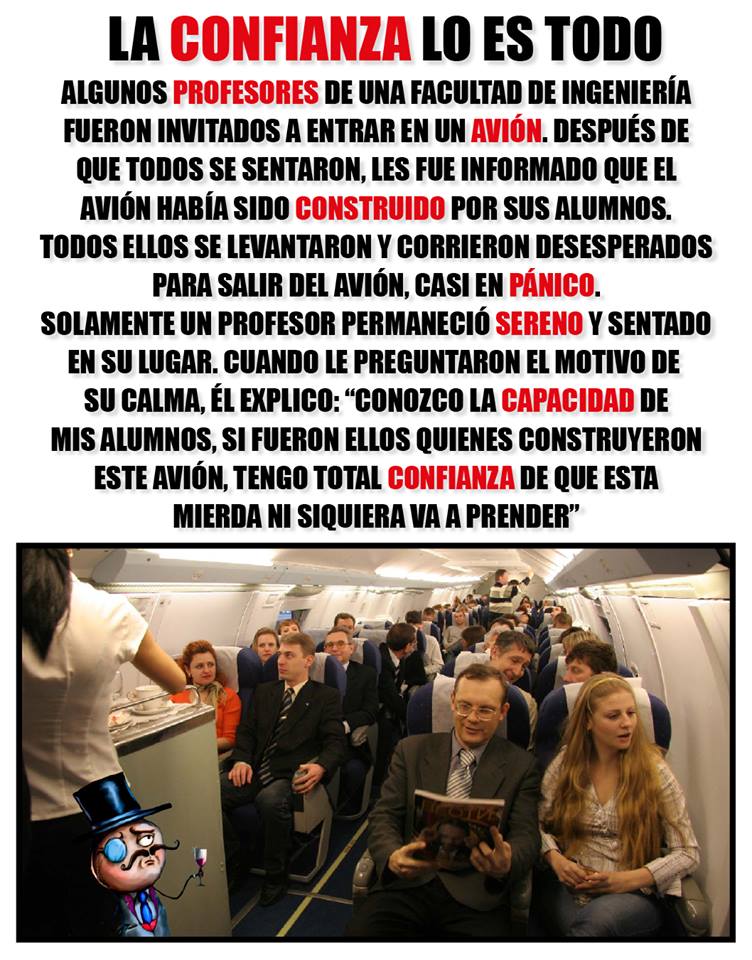 LA CONFIANZA LO ES TODO
ALGUNOS PROFESORES DE UNA FACULTAD DE INGENIERÍA
FUERON INVITADOS A ENTRAR EN UN AVIÓN. DESPUÉS DE
QUE TODOS SE SENTARON, LES FUE INFORMADO QUE EL
AVIÓN HABÍA SIDO CONSTRUIDO POR SUS ALUMNOS.
TODOS ELLOS SE LEVANTARON Y CORRIERON DESESPERADOS
PARA SALIR DEL AVIÓN, CASI EN PÁNICO.
SOLAMENTE UN PROFESOR PERMANECIÓ SERENO Y SENTADO
EN SU LUGAR. CUANDO LE PREGUNTARON EL MOTIVO DE
SU CALMA, ÉL EXPLICO: “CONOZCO LA CAPACIDAD DE
MIS ALUMNOS, SI FUERON ELLOS QUIENES CONSTRUYERON
ESTE AVIÓN, TENGO TOTAL CONFIANZA DE QUE ESTA
MIERDA NI SIQUIERA VA A PRENDER”